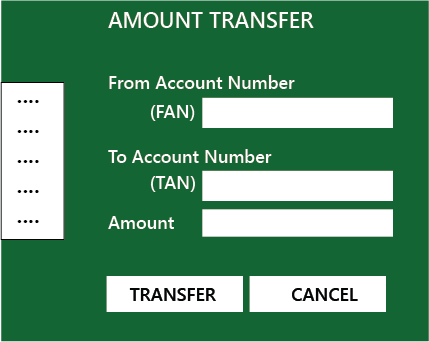 AMOUNT TRANSFER
From Account Number
(FAN)
....
....
....
....
....
To Account Number
(TAN)
Amount
TRANSFER CANCEL